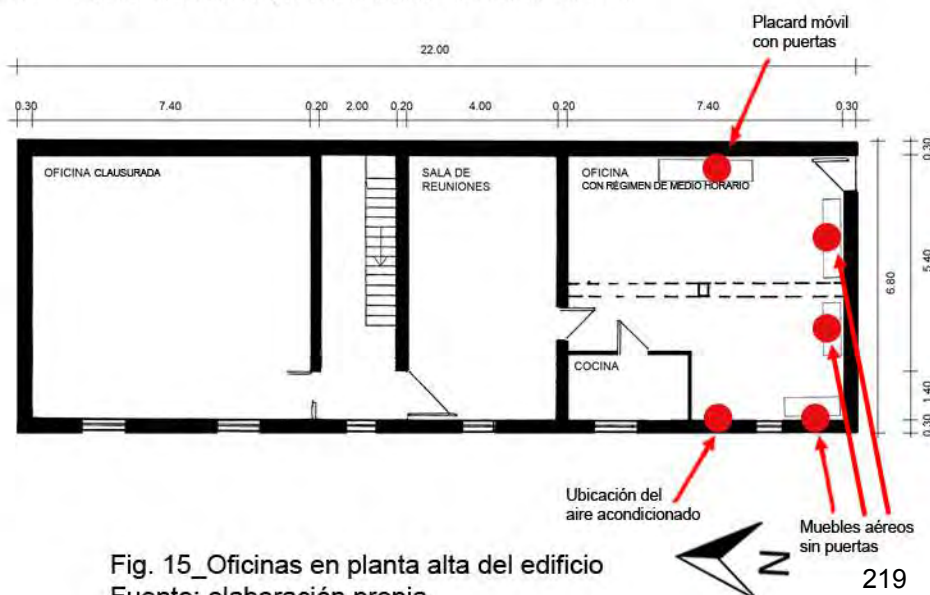 Placard móvil
con puertas
22.00
0.30
7.40
0.20
2.00
0.20
4.00
0.20
7.40
0.30
OFICINA CLAUSURADA
SALA DE
REUNIONES
OFICINA
CON RÉGIMEN DE MEDIO HORARIO
COCINA
0.30
5.40
6.80
1.40
0.30
Ubicación del
aire acondicionado
Muebles aéreos
sin puertas
N
Fig. 15_Oficinas en planta alta del edificio
Fuente: elaboración propia
219